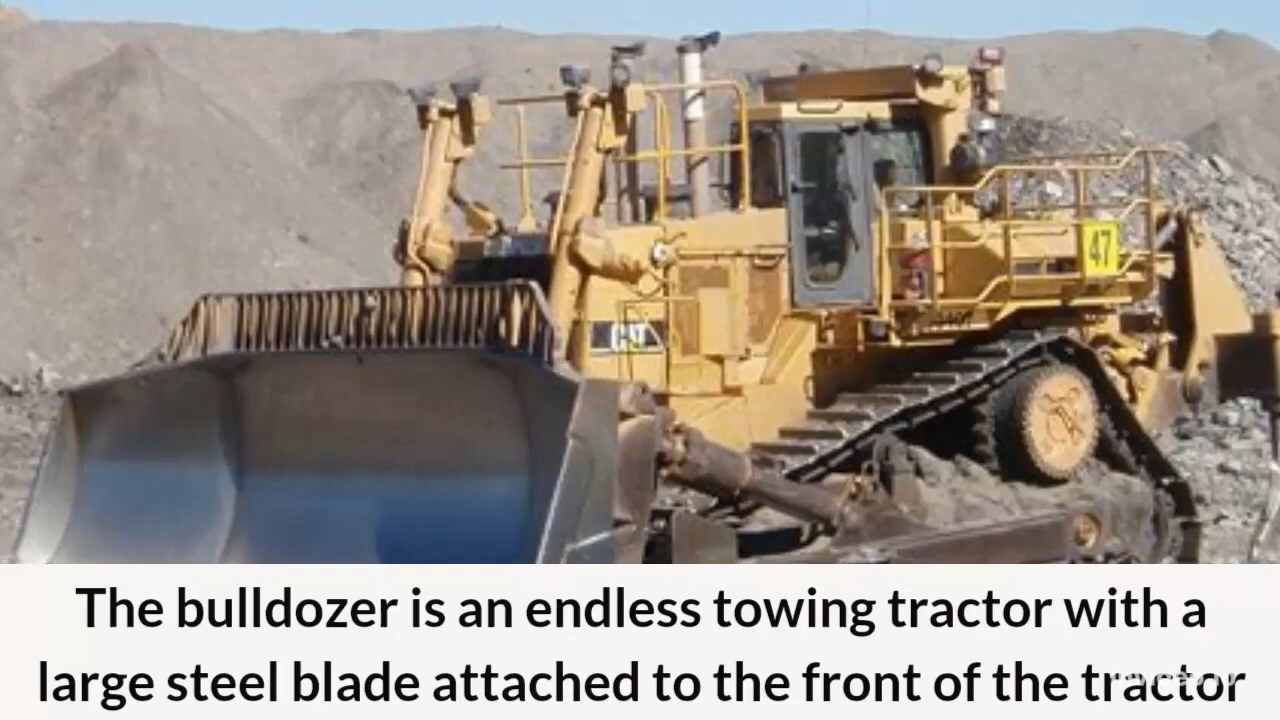 47
CAT
The bulldozer is an endless towing tractor with a
large steel blade attached to the front of the tractor